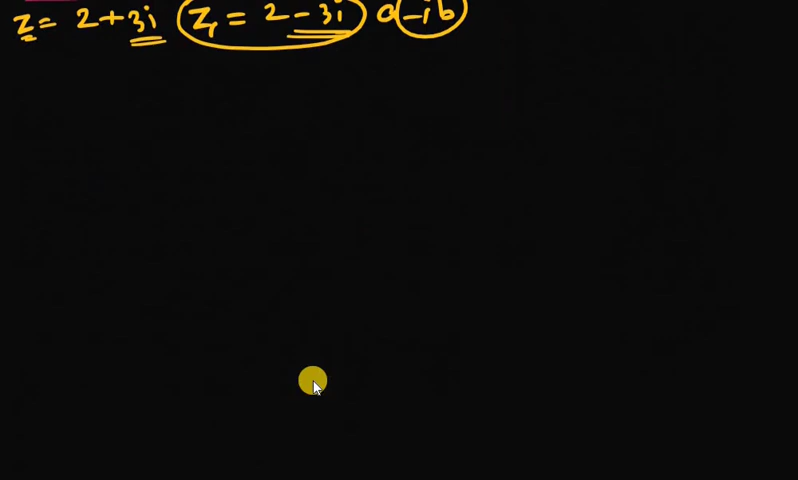 z = 2+3i z₁ = 2-3i a-ib